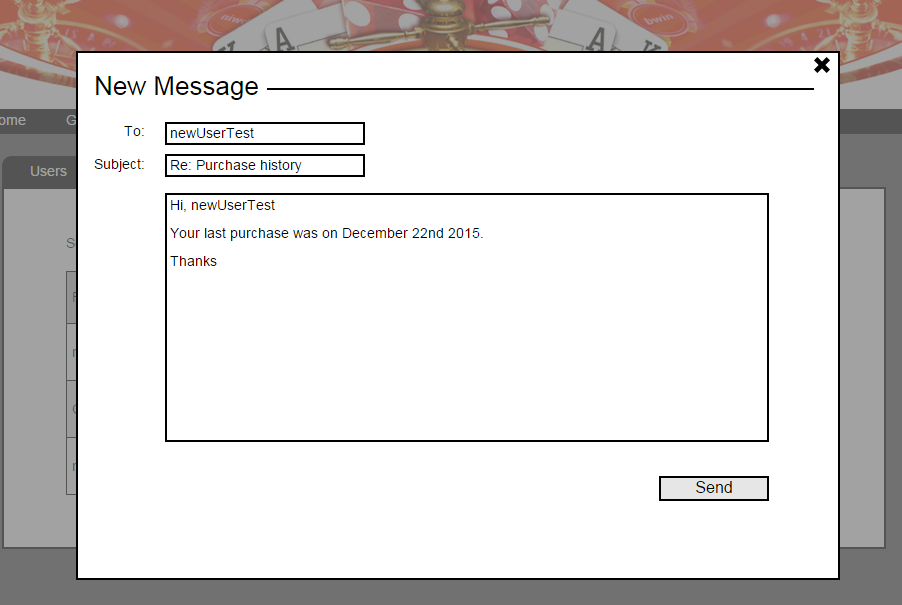 bwin
A
A
K
ome
G
✖
New Message
To:
newUserTest
Subject:
Re: Purchase history
Users
Hi, newUserTest
Your last purchase was on December 22nd 2015.
Thanks
S
Send